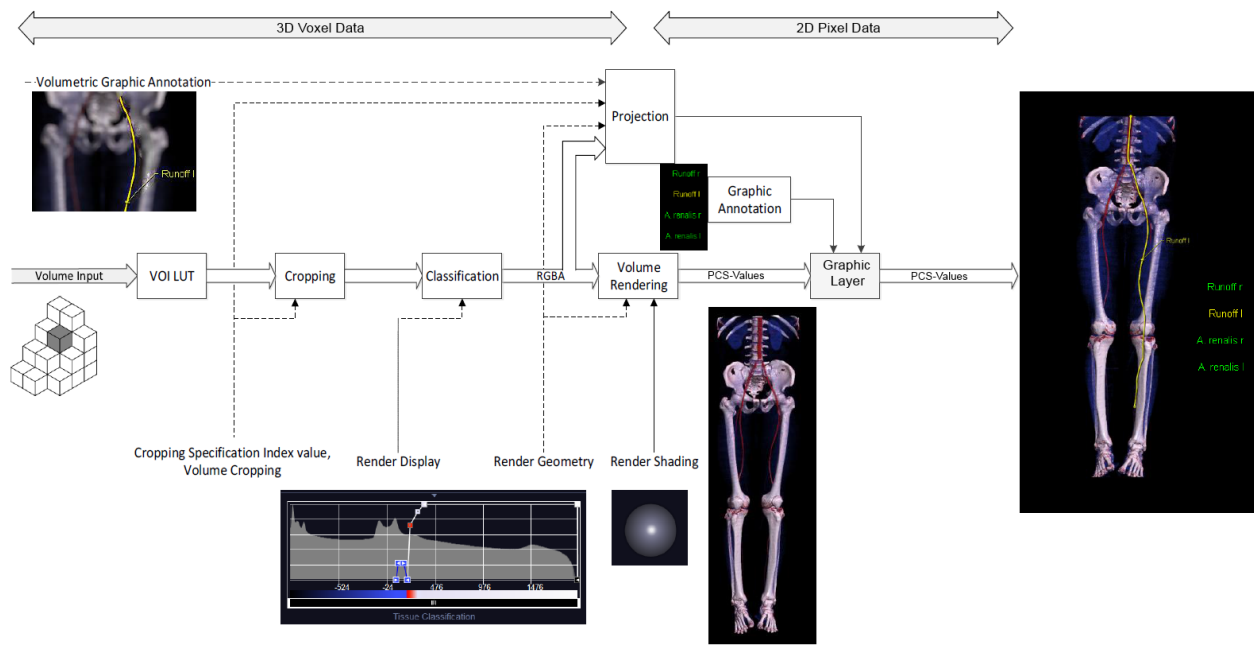 3D Voxel Data
2D Pixel Data
Volumetric Graphic Annotation
Runoff l
Projection
Runoff r
Runoff l
A. renalis r
A. renalis l
Graphic
Annotation
Volume Input
VOI LUT
Cropping
Classification
RGBA
Volume
Rendering
PCS-Values
Graphic
Layer
PCS-Values
Runoff l
Runoff r
Runoff l
A. renalis r
A. renalis l
Cropping Specification Index value,
Volume Cropping
Render Display
Render Geometry
Render Shading
-524
-24
476
976
1476
Tissue Classification